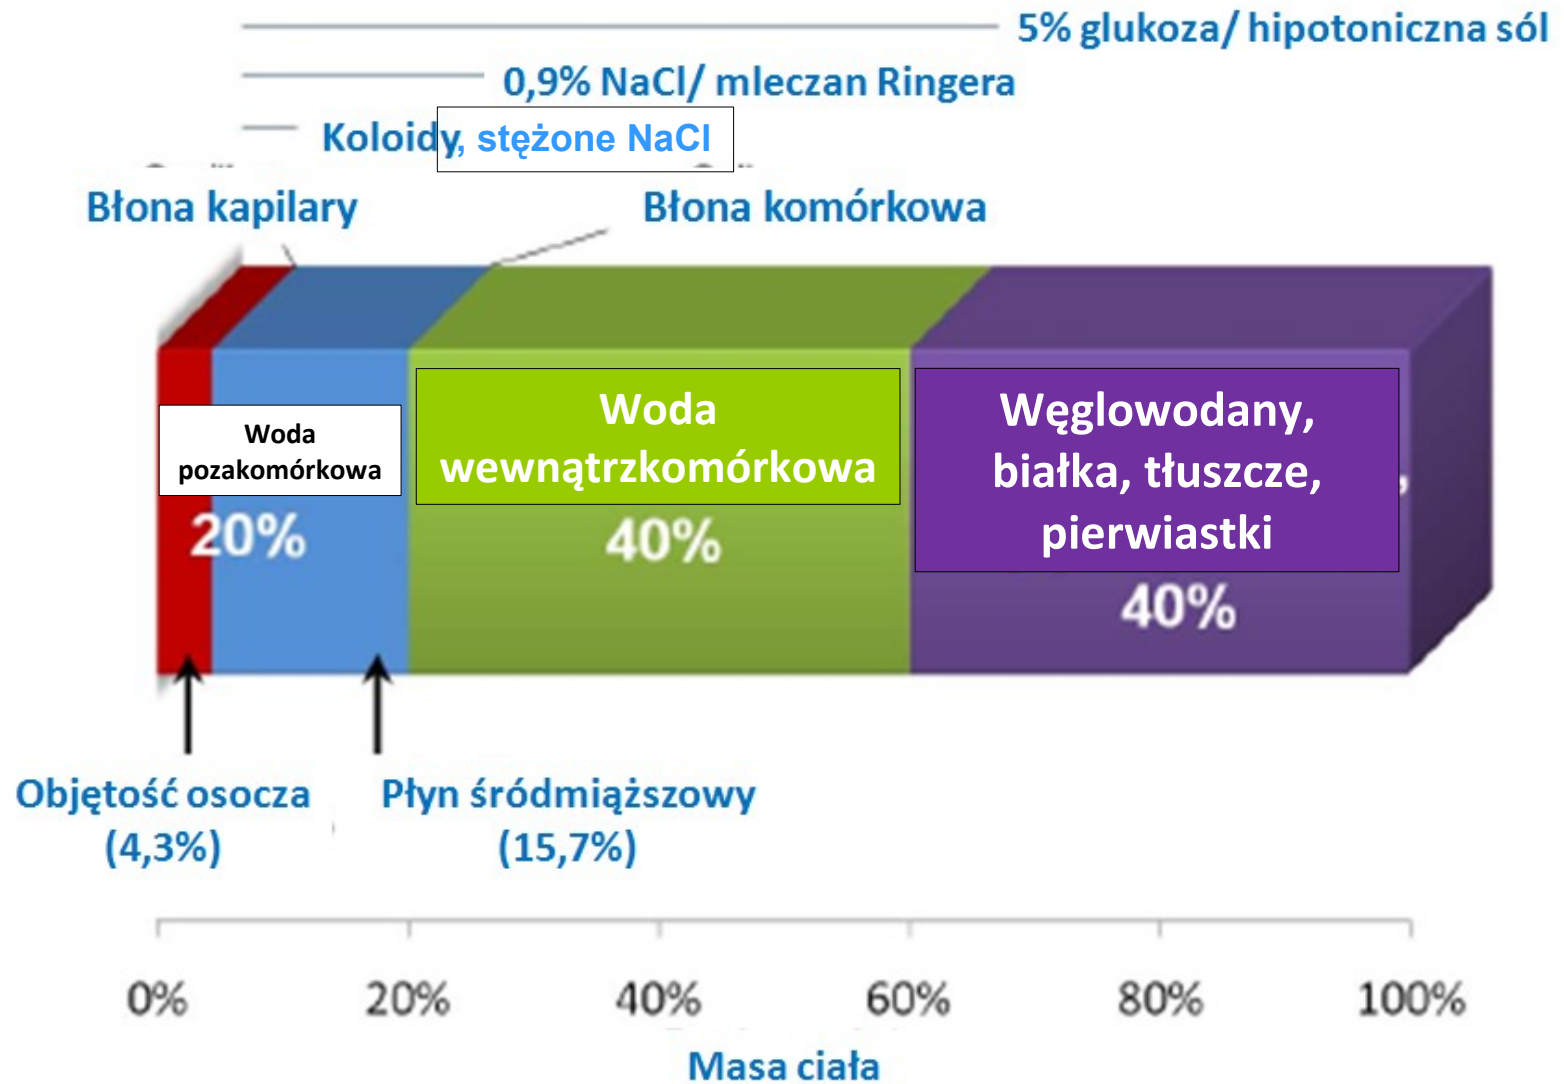 5% glukoza/ hipotoniczna sól
0,9% NaCl/ mleczan Ringera
Koloidy, stężone NaCl
Błona kapilary
Błona komórkowa
Woda
pozakomórkowa
20%
Woda
wewnątrzkomórkowa
40%
Węglowodany,
białka, tłuszcze,
pierwiastki
40%
Objętość osocza
(4,3%)
Płyn śródmiąższowy
(15,7%)
0% 20% 40% 60% 80% 100%
Masa ciała